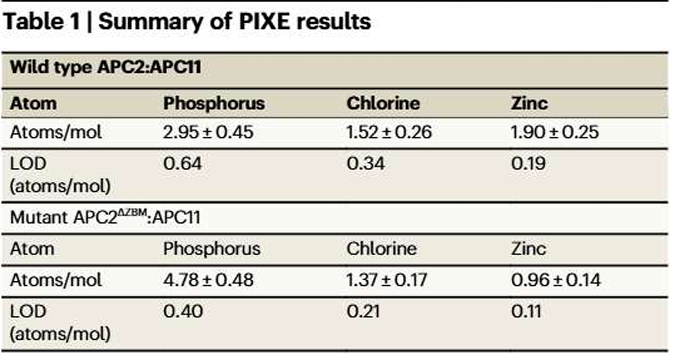 Table 1 | Summary of PIXE results
Wild type APC2:APC11
Atom Phosphorus Chlorine Zinc
Atoms/mol 2.95 ± 0.45 1.52 ± 0.26 1.90 ± 0.25
LOD 0.64 0.34 0.19
(atoms/mol)
Mutant APC2ΔZBM:APC11
Atom Phosphorus Chlorine Zinc
Atoms/mol 4.78 ± 0.48 1.37 ± 0.17 0.96 ± 0.14
LOD 0.40 0.21 0.11
(atoms/mol)